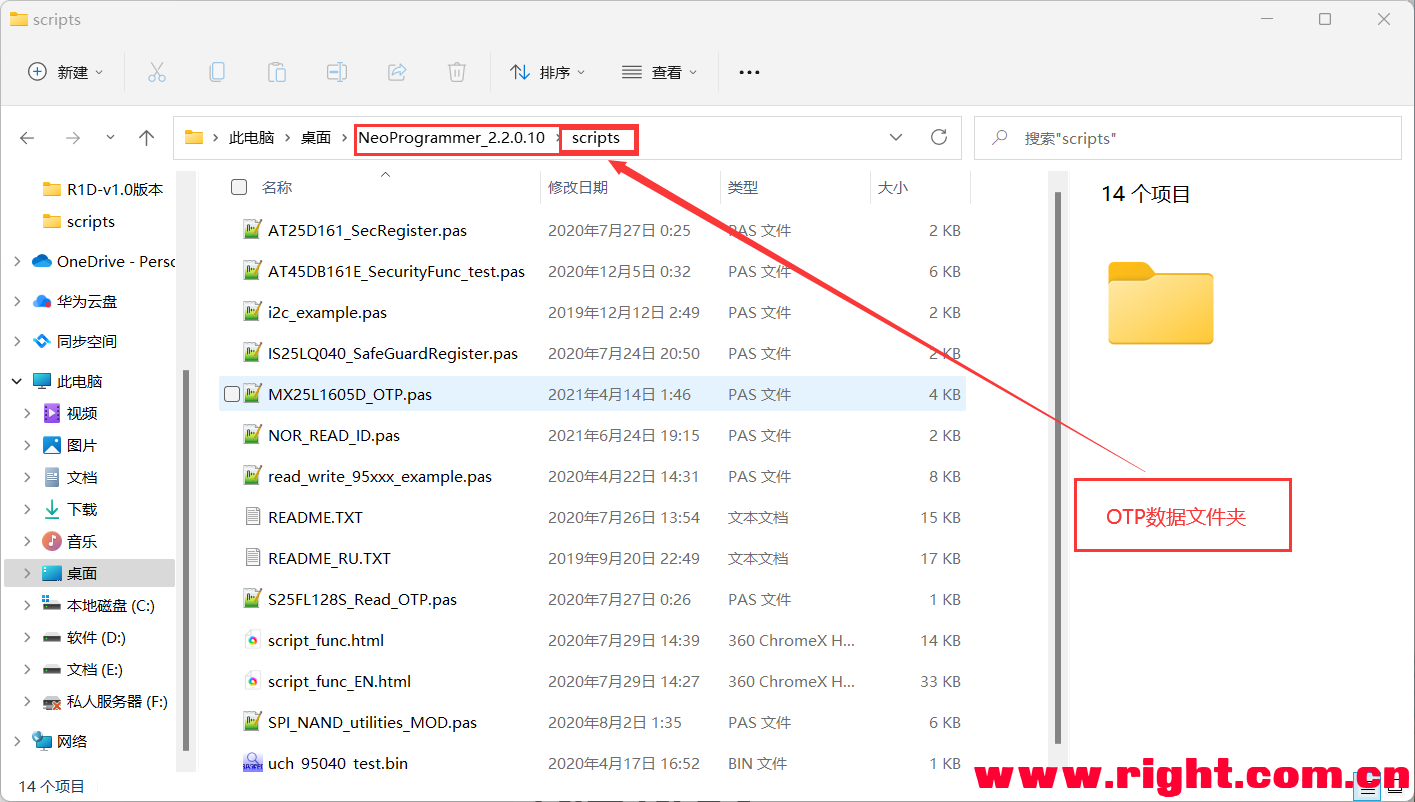 scripts
新建
排序
查看
此电脑
桌面
NeoProgrammer_2.2.0.10
scripts
搜索"scripts"
R1D-v1.0版本
scripts
OneDrive - Persc
华为云盘
同步空间
此电脑
视频
图片
文档
下载
音乐
桌面
本地磁盘 (C:)
软件 (D:)
文档 (E:)
私人服务器 (F:)
网络
名称 修改日期 类型 大小
AT25D161_SecRegister.pas 2020年7月27日 0:25 PAS 文件 2 KB
AT45DB161E_SecurityFunc_test.pas 2020年12月5日 0:32 PAS 文件 6 KB
i2c_example.pas 2019年12月12日 2:49 PAS 文件 2 KB
IS25LQ040_SafeGuardRegister.pas 2020年7月24日 20:50 PAS 文件 2 KB
MX25L1605D_OTP.pas 2021年4月14日 1:46 PAS 文件 4 KB
NOR_READ_ID.pas 2021年6月24日 19:15 PAS 文件 2 KB
read_write_95xxx_example.pas 2020年4月22日 14:31 PAS 文件 8 KB
README.TXT 2020年7月26日 13:54 文本文档 15 KB
README_RU.TXT 2019年9月20日 22:49 文本文档 17 KB
S25FL128S_Read_OTP.pas 2020年7月27日 0:26 PAS 文件 1 KB
script_func.html 2020年7月29日 14:39 360 ChromeX H... 14 KB
script_func_EN.html 2020年7月29日 14:27 360 ChromeX H... 33 KB
SPI_NAND_utilities_MOD.pas 2020年8月2日 1:35 PAS 文件 6 KB
uch_95040_test.bin 2020年4月17日 16:52 BIN 文件 1 KB
14 个项目
OTP数据文件夹
14 个项目
www.right.com.cn